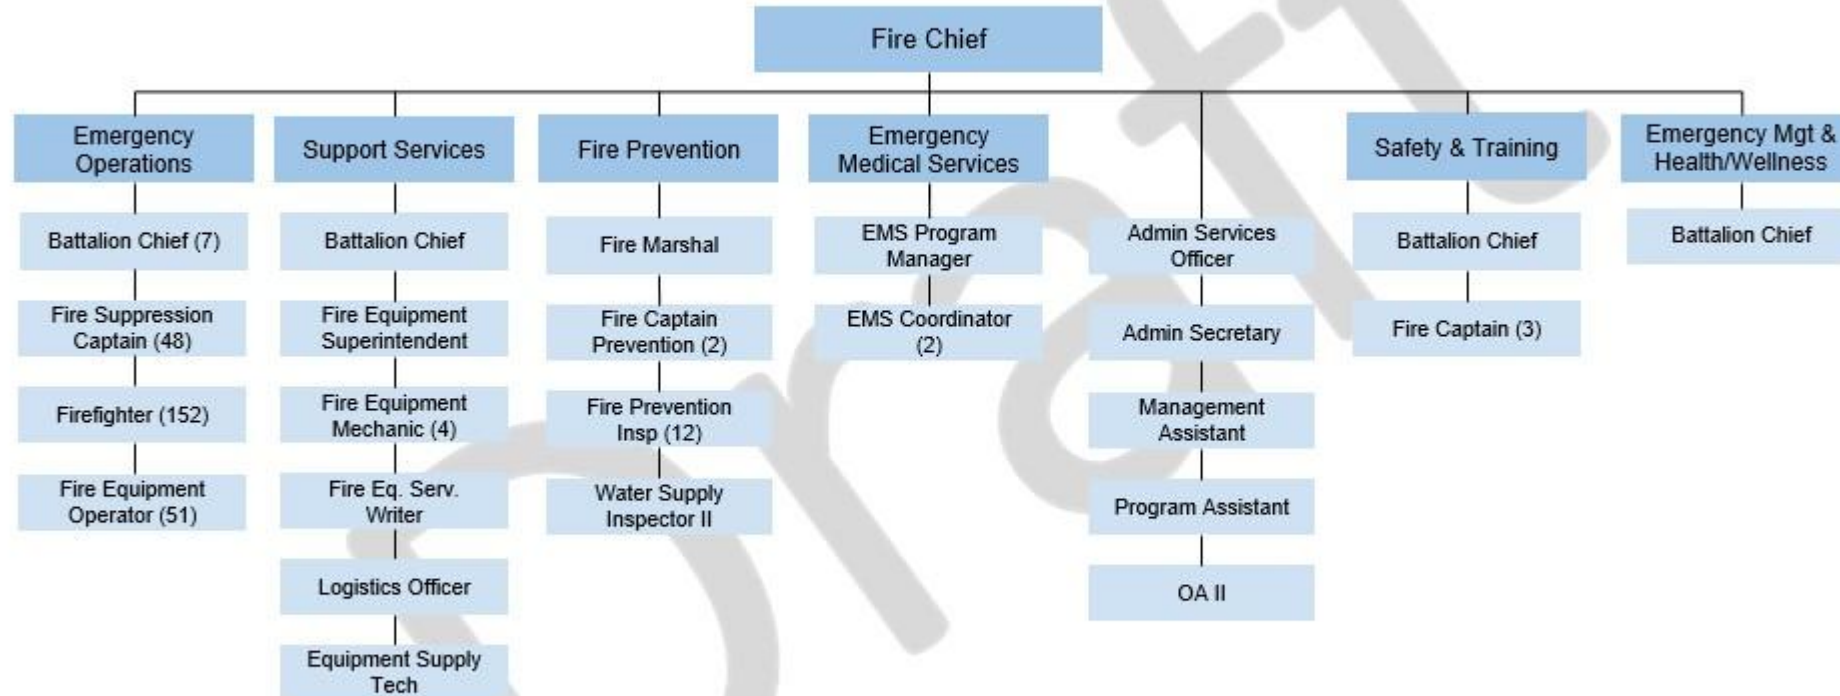 Fire Chief
Emergency
Operations
Battalion Chief (7)
Fire Suppression
Captain (48)
Firefighter (152)
Fire Equipment
Operator (51)
Support Services
Battalion Chief
Fire Equipment
Superintendent
Fire Equipment
Mechanic (4)
Fire Eq. Serv.
Writer
Logistics Officer
Equipment Supply
Tech
Fire Prevention
Fire Marshal
Fire Captain
Prevention (2)
Fire Prevention
Insp (12)
Water Supply
Inspector II
Emergency
Medical Services
EMS Program
Manager
EMS Coordinator
(2)
Admin Services
Officer
Admin Secretary
Management
Assistant
Program Assistant
OA II
Safety & Training
Battalion Chief
Fire Captain (3)
Emergency Mgt &
Health/Wellness
Battalion Chief
Draft